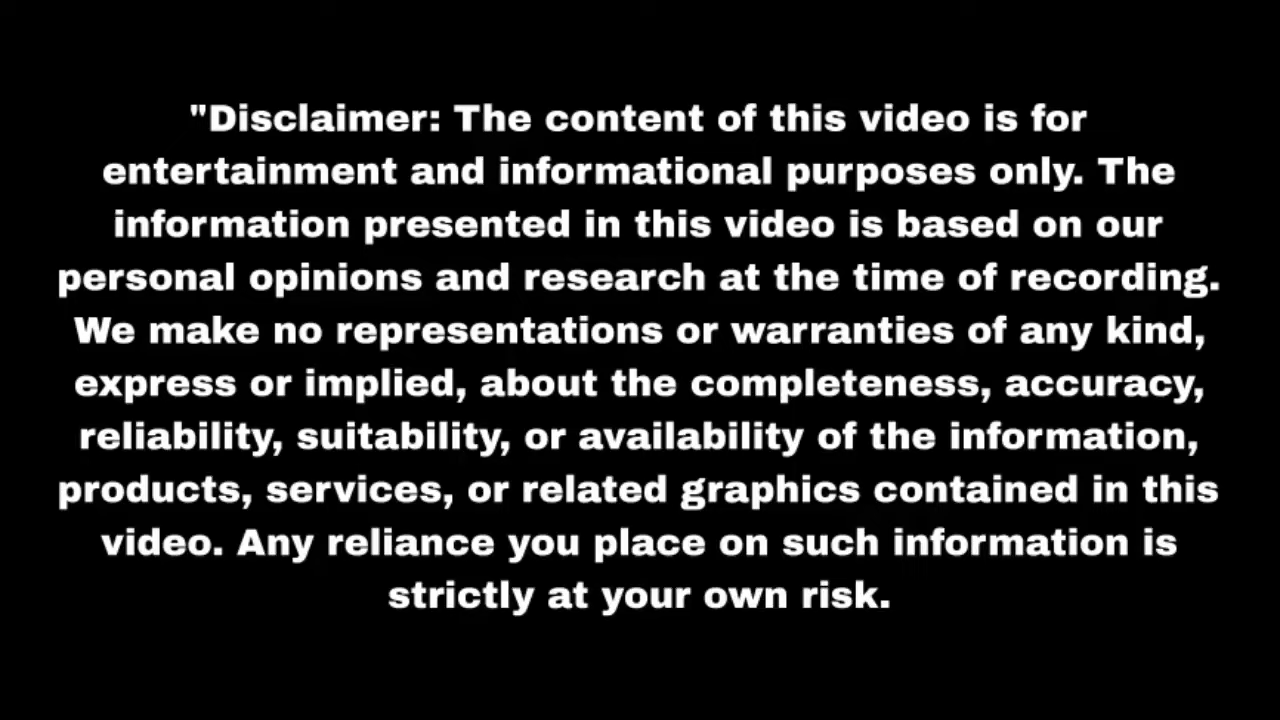 "Disclaimer: The content of this video is for
entertainment and informational purposes only. The
information presented in this video is based on our
personal opinions and research at the time of recording.
We make no representations or warranties of any kind,
express or implied, about the completeness, accuracy,
reliability, suitability, or availability of the information,
products, services, or related graphics contained in this
video. Any reliance you place on such information is
strictly at your own risk.